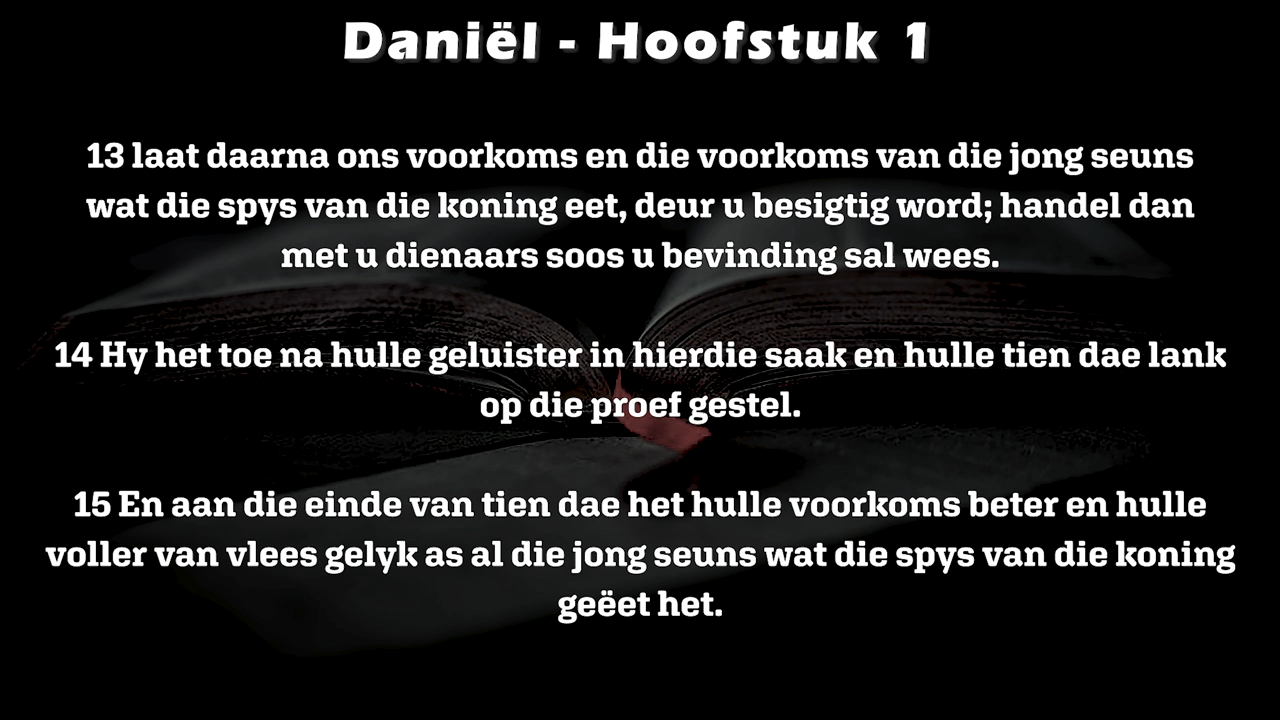 Daniël - Hoofstuk 1
13 laat daarna ons voorkoms en die voorkoms van die jong seuns
wat die spys van die koning eet, deur u besigtig word; handel dan
met u dienaars soos u bevinding sal wees.
14 Hy het toe na hulle geluister in hierdie saak en hulle tien dae lank
op die proef gestel.
15 En aan die einde van tien dae het hulle voorkoms beter en hulle
voller van vlees gelyk as al die jong seuns wat die spys van die koning
geëet het.